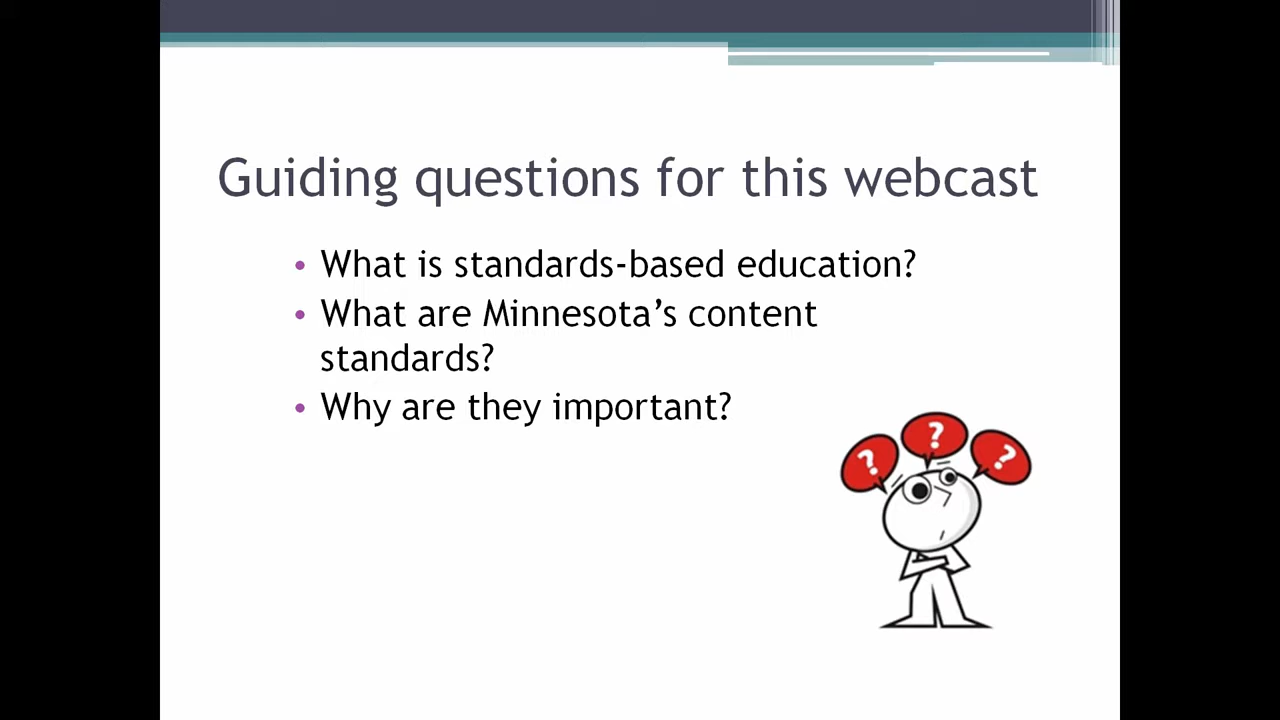 Guiding questions for this webcast
• What is standards-based education?
• What are Minnesota’s content
standards?
• Why are they important?
? ? ?